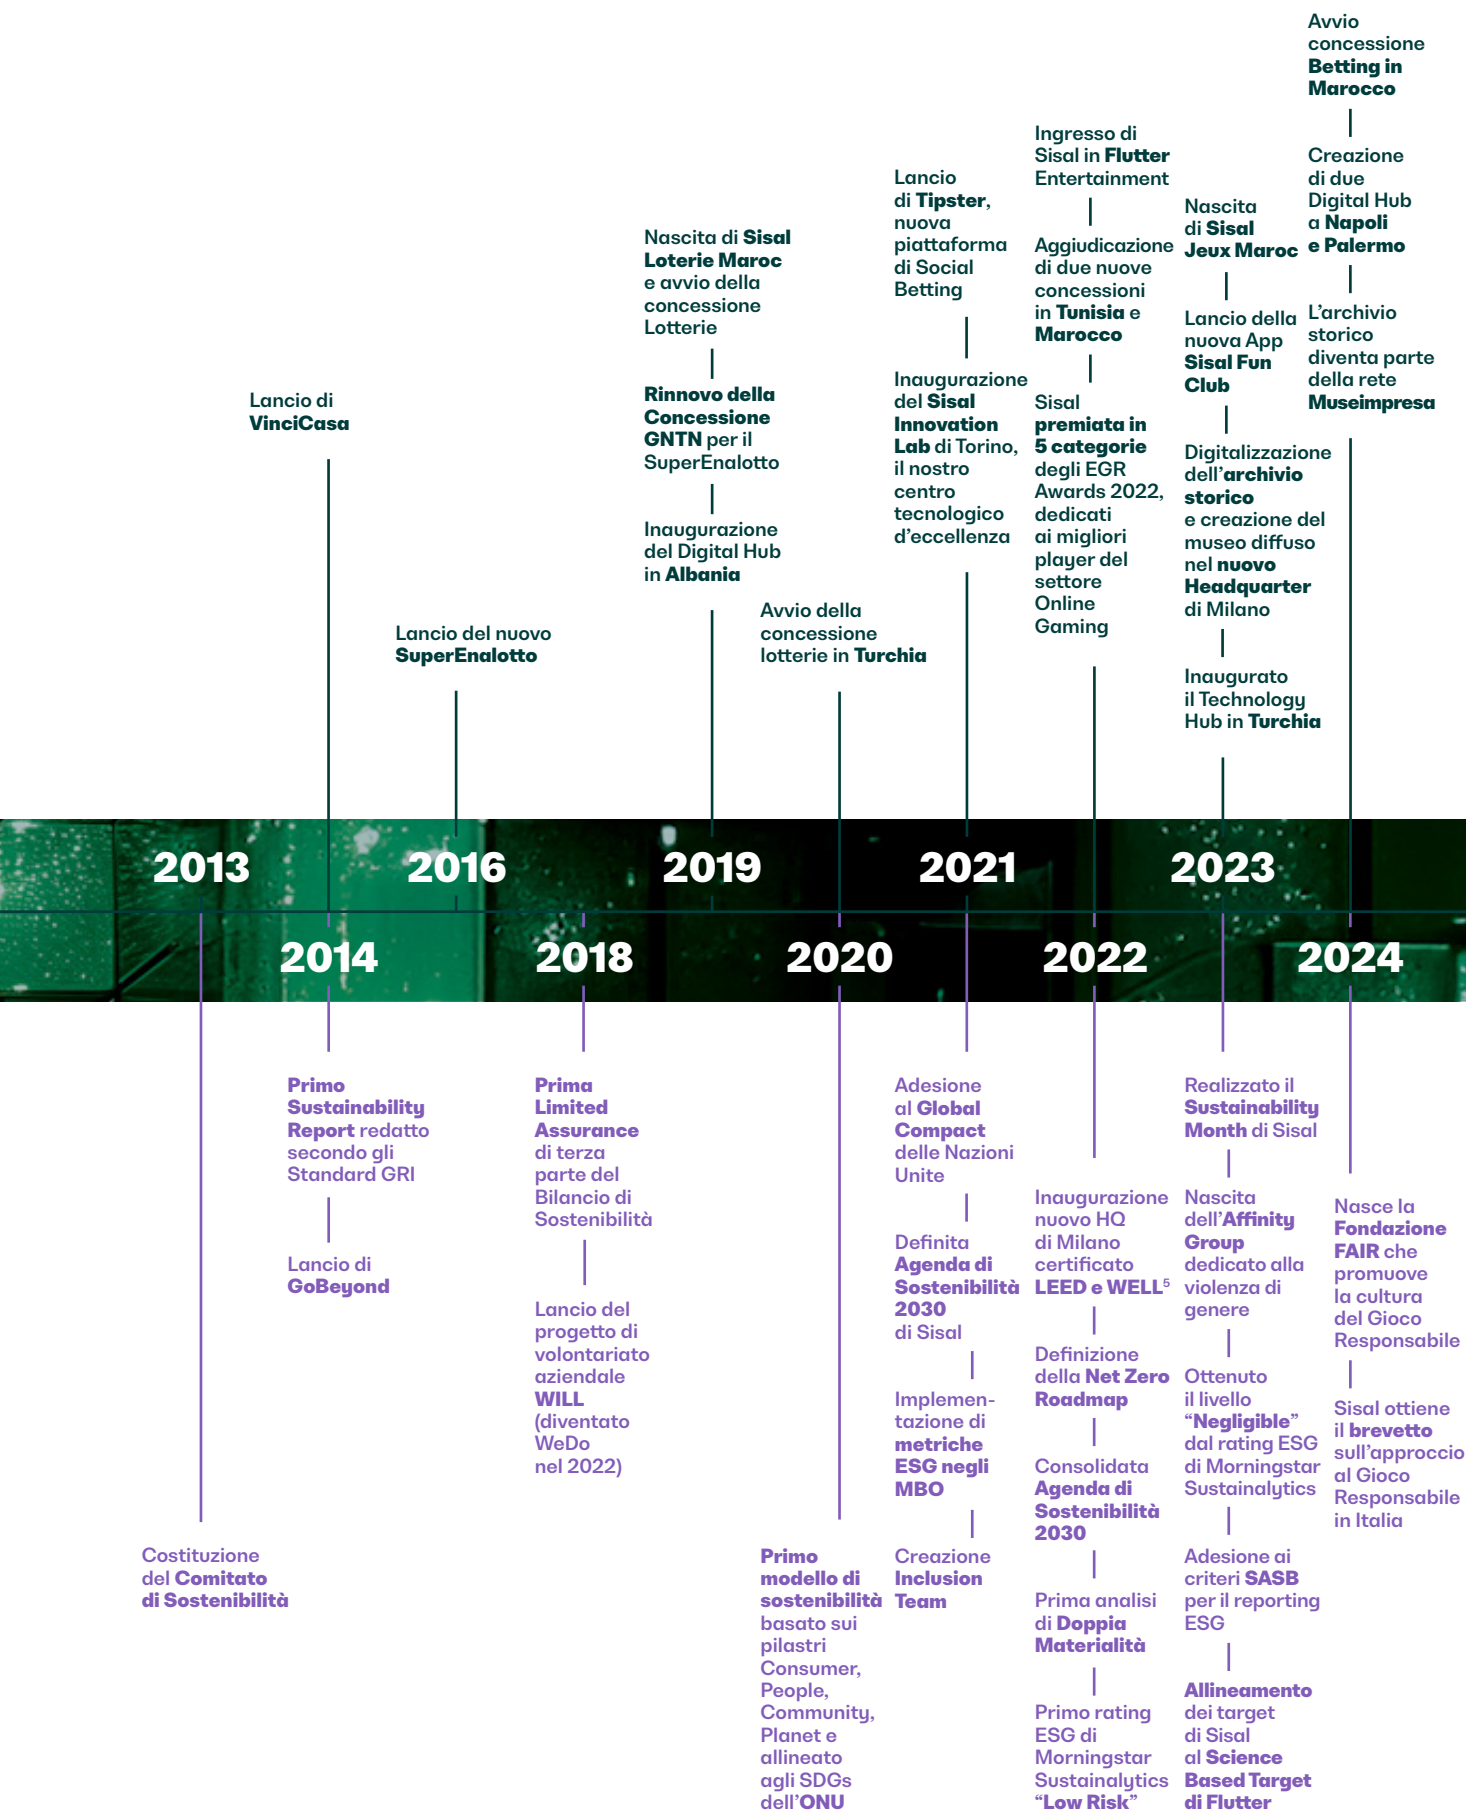 Lancio di
VinciCasa
Lancio del nuovo
SuperEnalotto
Nascita di Sisal
Loterie Maroc
e avvio della
concessione
Lotterie
Rinnovo della
Concessione
GNTN per il
SuperEnalotto
Inaugurazione
del Digital Hub
in Albania
Avvio della
concessione
lotterie in Turchia
Lancio
di Tipster,
nuova
piattaforma
di Social
Betting
Inaugurazione
del Sisal
Innovation
Lab di Torino,
il nostro
centro
tecnologico
d’eccellenza
Ingresso di
Sisal in Flutter
Entertainment
Aggiudicazione
di due nuove
concessioni
in Tunisia e
Marocco
Sisal
premiata in
5 categorie
degli EGR
Awards 2022,
dedicati
ai migliori
player del
settore
Online
Gaming
Nascita
di Sisal
Jeux Maroc
Lancio della
nuova App
Sisal Fun
Club
Digitalizzazione
dell’archivio
storico
e creazione del
museo diffuso
nel nuovo
Headquarter
di Milano
Inaugurato
il Technology
Hub in Turchia
Avvio
concessione
Betting in
Marocco
Creazione
di due
Digital Hub
a Napoli
e Palermo
L’archivio
storico
diventa parte
della rete
Museimpresa
2013
2016
2019
2021
2023
2014
2018
2020
2022
2024
Costituzione
del Comitato
di Sostenibilità
Primo
Sustainability
Report redatto
secondo gli
Standard GRI
Lancio di
GoBeyond
Prima
Limited
Assurance
di terza
parte del
Bilancio di
Sostenibilità
Lancio del
progetto di
volontariato
aziendale
WILL
(diventato
WeDo
nel 2022)
Primo
modello di
sostenibilità
basato sui
pilastri
Consumer,
People,
Community,
Planet e
allineato
agli SDGs
dell’ONU
Adesione
al Global
Compact
delle Nazioni
Unite
Definita
Agenda di
Sostenibilità
2030
di Sisal
Implemen-
tazione di
metriche
ESG negli
MBO
Creazione
Inclusion
Team
Inaugurazione
nuovo HQ
di Milano
certificato
LEED e WELL5
Definizione
della Net Zero
Roadmap
Consolidata
Agenda di
Sostenibilità
2030
Prima analisi
di Doppia
Materialità
Primo rating
ESG di
Morningstar
Sustainalytics
“Low Risk”
Realizzato il
Sustainability
Month di Sisal
Nascita
dell’Affinity
Group
dedicato alla
violenza di
genere
Ottenuto
il livello
“Negligible”
dal rating ESG
di Morningstar
Sustainalytics
Adesione ai
criteri SASB
per il reporting
ESG
Allineamento
dei target
di Sisal
al Science
Based Target
di Flutter
Nasce la
Fondazione
FAIR che
promuove
la cultura
del Gioco
Responsabile
Sisal ottiene
il brevetto
sull’approccio
al Gioco
Responsabile
in Italia